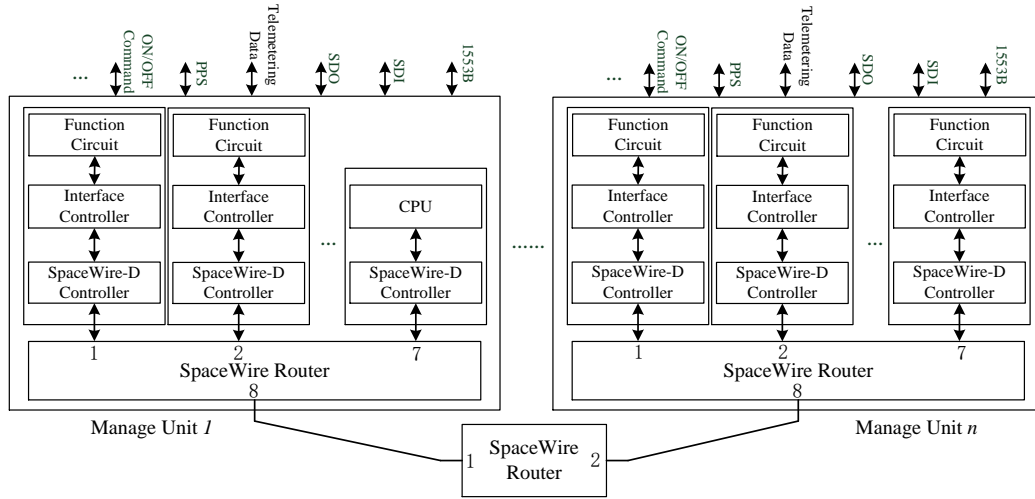 ...
ON/OFF
Command
PPS
Telemetering
Data
SDO
SDI
1553B
...
ON/OFF
Command
PPS
Telemetering
Data
SDO
SDI
1553B
Function
Circuit
Interface
Controller
SpaceWire-D
Controller
Function
Circuit
Interface
Controller
SpaceWire-D
Controller
...
CPU
SpaceWire-D
Controller
1
2
7
SpaceWire Router
8
Manage Unit 1
......
Function
Circuit
Interface
Controller
SpaceWire-D
Controller
Function
Circuit
Interface
Controller
SpaceWire-D
Controller
...
Function
Circuit
Interface
Controller
SpaceWire-D
Controller
1
2
7
SpaceWire Router
8
Manage Unit n
1
SpaceWire
Router
2